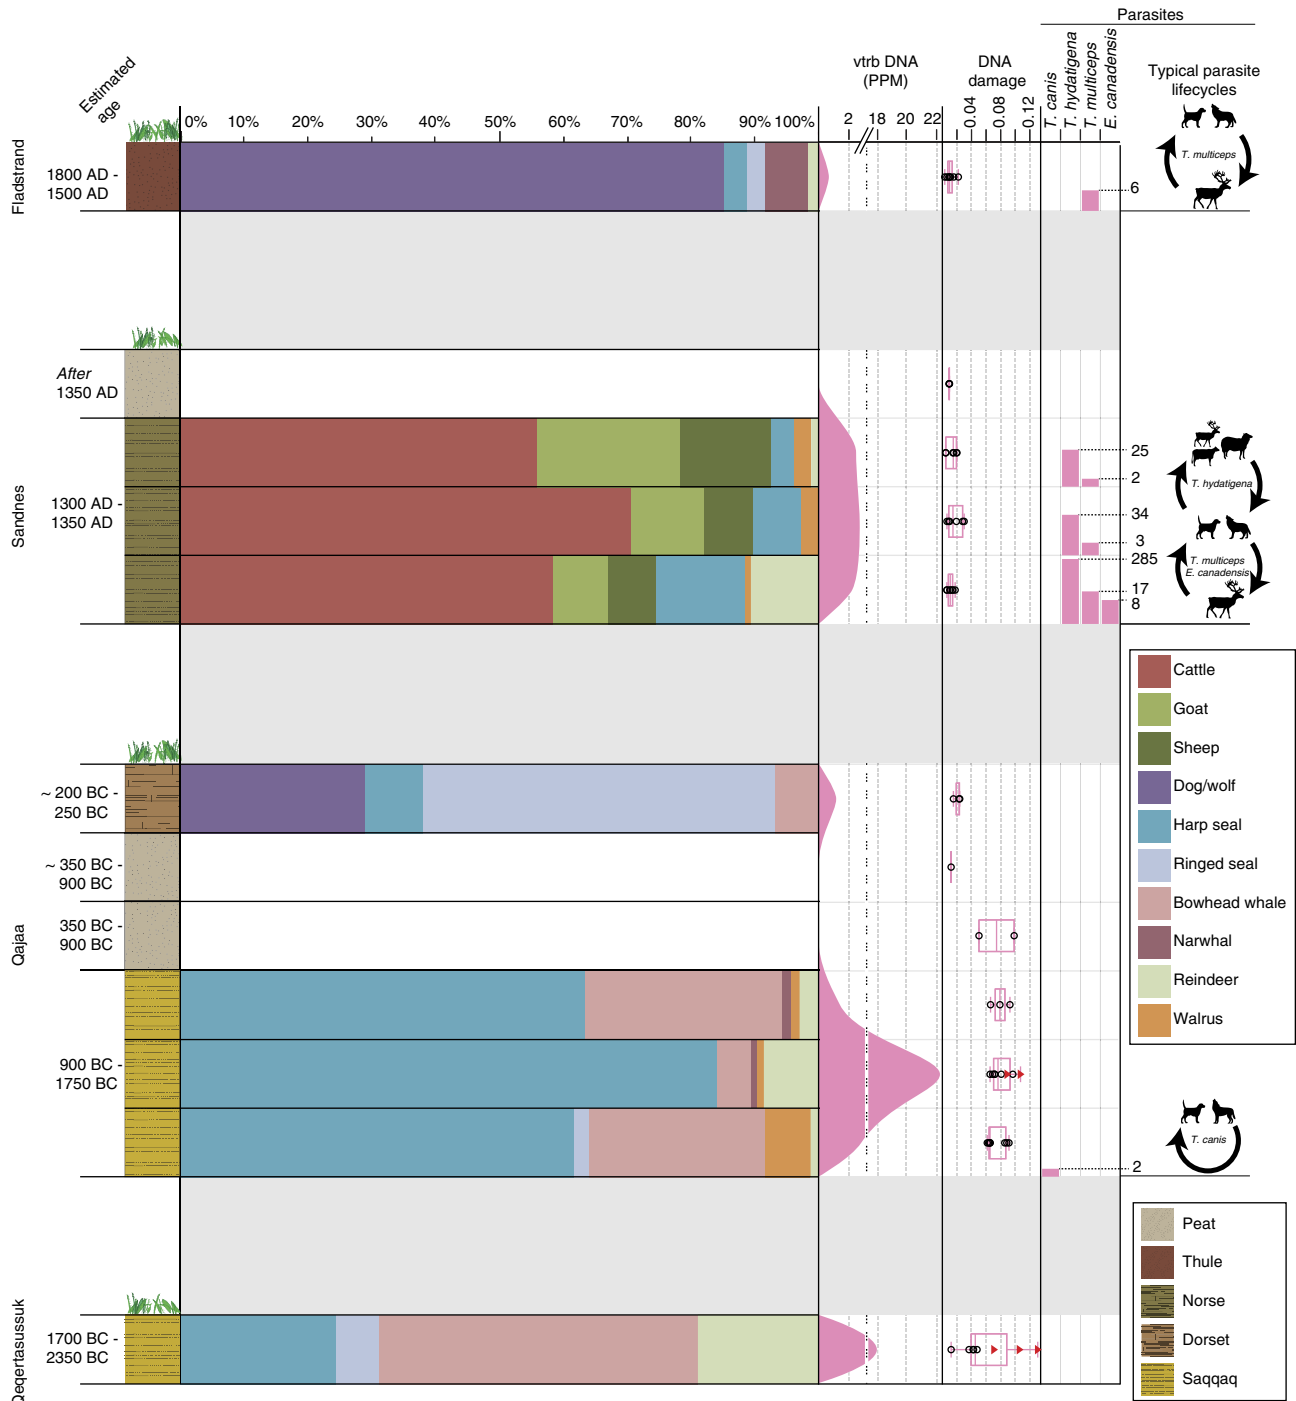 Parasites
Estimated age
vtrb DNA (PPM)
DNA damage
T. canis
T. hydatigena
T. multiceps
E. canadensis
Typical parasite lifecycles
0% 10% 20% 30% 40% 50% 60% 70% 80% 90% 100%
2 18 20 22
0.04 0.08 0.12
Fladstrand
1800 AD -
1500 AD
6
T. multiceps
Sandnes
After
1350 AD
1300 AD -
1350 AD
25
2
34
3
285
17
8
T. hydatigena
T. multiceps
E. canadensis
Qajaa
~ 200 BC -
250 BC
~ 350 BC -
900 BC
350 BC -
900 BC
900 BC -
1750 BC
2
T. canis
Qeqertasussuk
1700 BC -
2350 BC
Cattle
Goat
Sheep
Dog/wolf
Harp seal
Ringed seal
Bowhead whale
Narwhal
Reindeer
Walrus
Peat
Thule
Norse
Dorset
Saqqaq